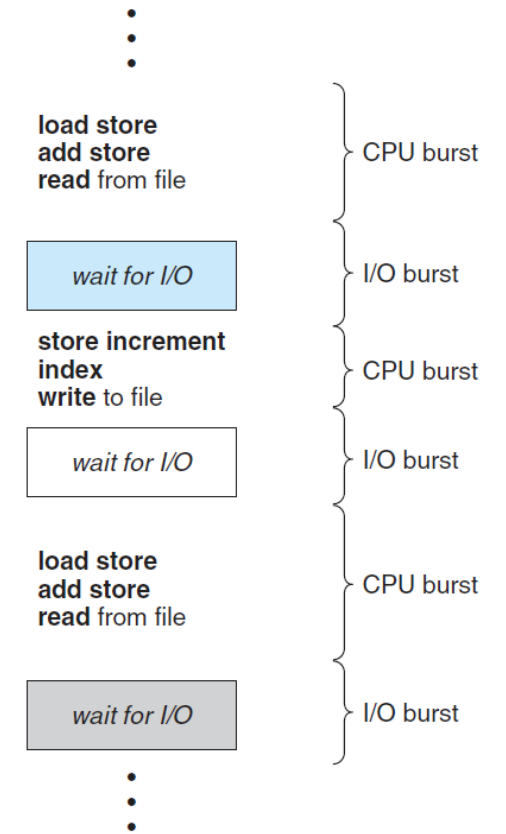 load store
add store
read from file
CPU burst
wait for I/O
I/O burst
store increment
index
write to file
CPU burst
wait for I/O
I/O burst
load store
add store
read from file
CPU burst
wait for I/O
I/O burst